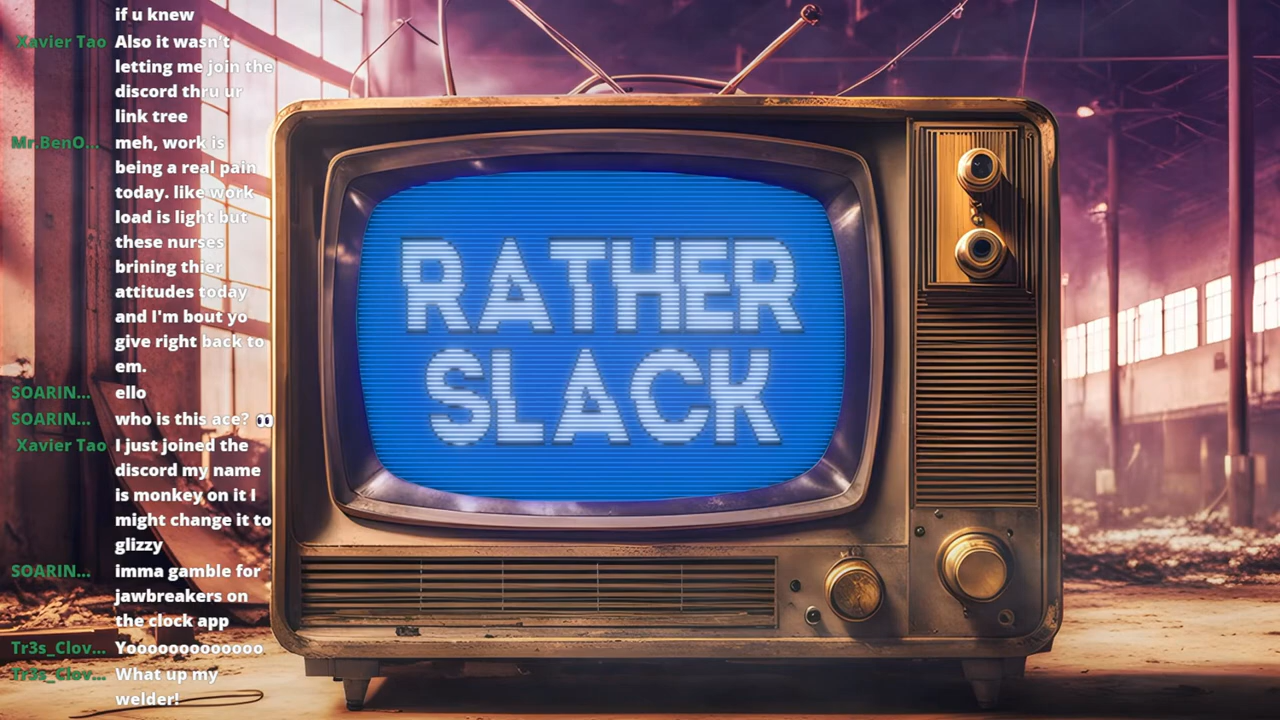 if u knew
Xavier Tao Also it wasn't
letting me join the
discord thru ur
link tree
Mr.BenO... meh, work is
being a real pain
today. like work
load is light but
these nurses
brining thier
attitudes today
and I'm bout yo
give right back to
em.
SOARIN... ello
SOARIN... who is this ace? 👀
Xavier Tao I just joined the
discord my name
is monkey on it I
might change it to
glizzy
SOARIN... imma gamble for
jawbreakers on
the clock app
Tr3s_Clov... Yooooooooooooo
Tr3s_Clov... What up my
welder!
RATHER
SLACK